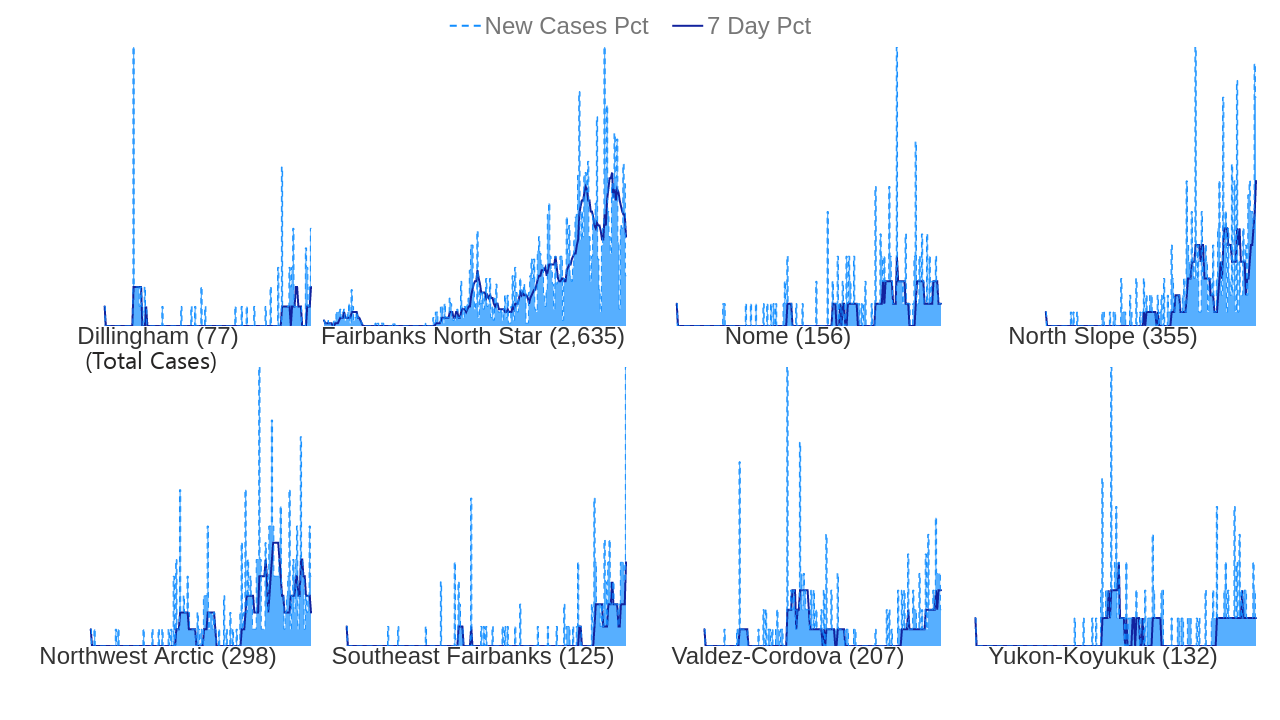 New Cases Pct 7 Day Pct
Dillingham (77) Fairbanks North Star (2,635) Nome (156) North Slope (355)
(Total Cases)
Northwest Arctic (298) Southeast Fairbanks (125) Valdez-Cordova (207) Yukon-Koyukuk (132)